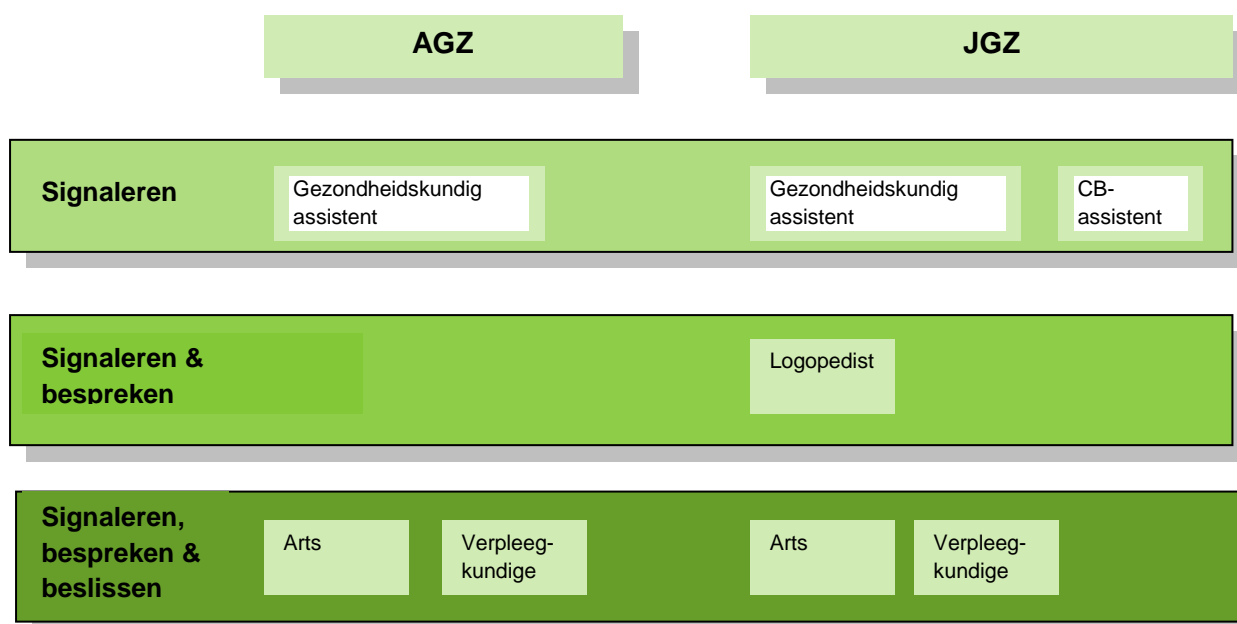 AGZ
JGZ
Signaleren
Gezondheidskundig
assistent
Gezondheidskundig
assistent
CB-
assistent
Signaleren &
bespreken
Logopedist
Signaleren,
bespreken &
beslissen
Arts
Verpleeg-
kundige
Arts
Verpleeg-
kundige